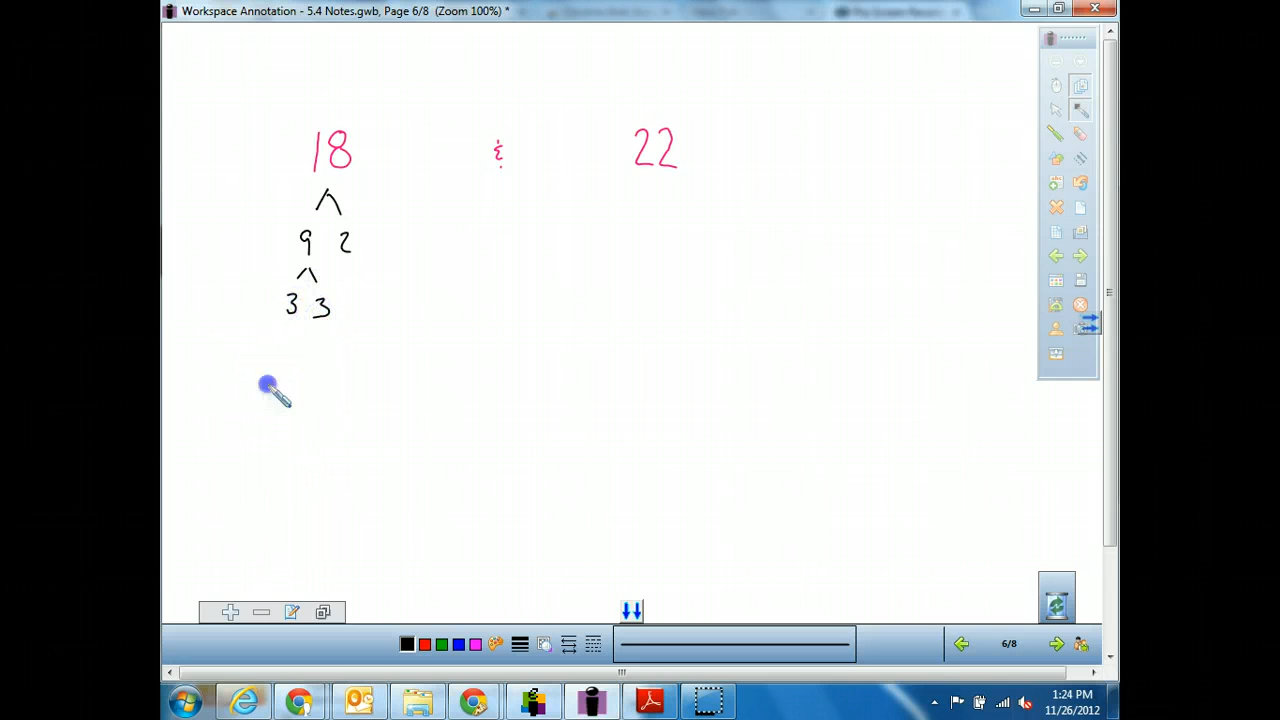 Workspace Annotation - 5.4 Notes.gwb, Page 6/8 (Zoom 100%) *
18 & 22
9 2
3 3
6/8
1:24 PM
11/26/2012